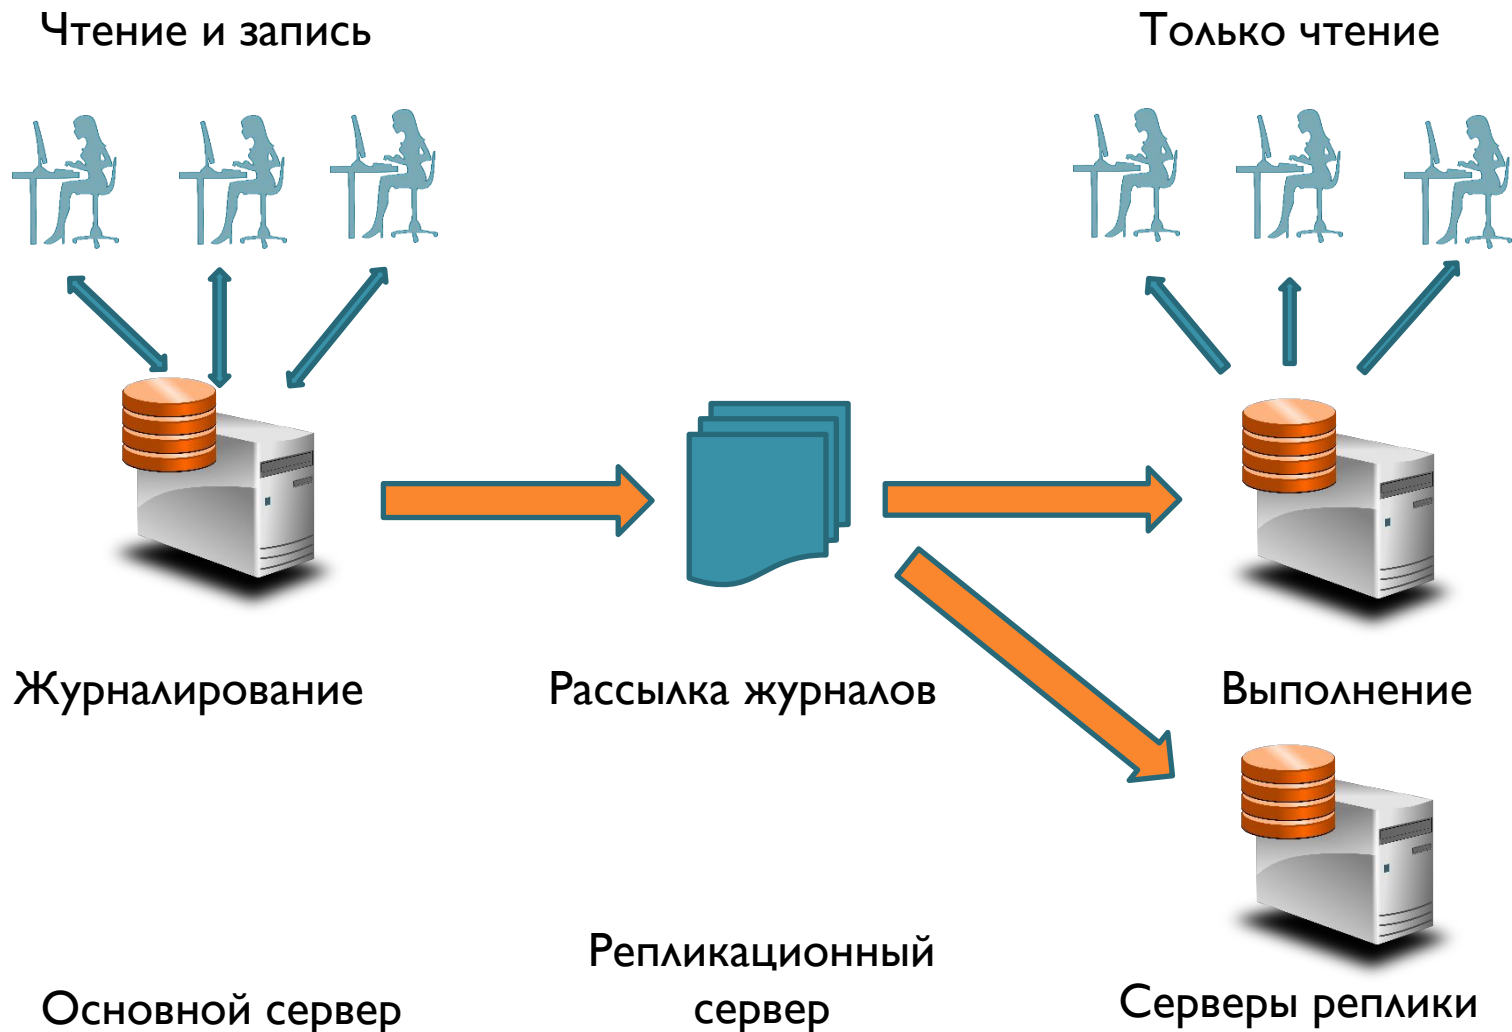 Чтение и запись
Только чтение
Журналирование
Рассылка журналов
Выполнение
Основной сервер
Репликационный
сервер
Серверы реплики